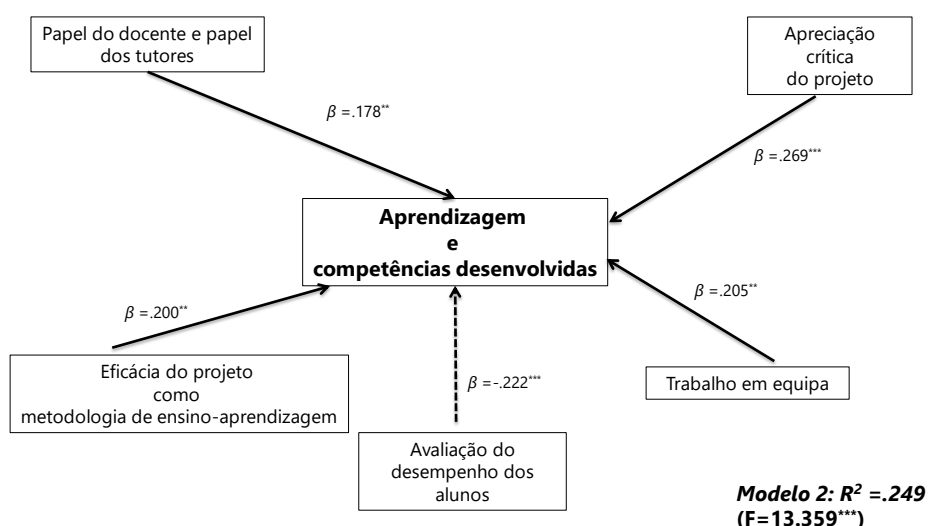 Papel do docente e papel
dos tutores
Apreciação
crítica
do projeto
β =.178**
β =.269***
Aprendizagem
e
competências desenvolvidas
β =.200**
β =.205**
Eficácia do projeto
como
metodologia de ensino-aprendizagem
β =-.222***
Trabalho em equipa
Avaliação do
desempenho dos
alunos
Modelo 2: R² =.249
(F=13.359***)